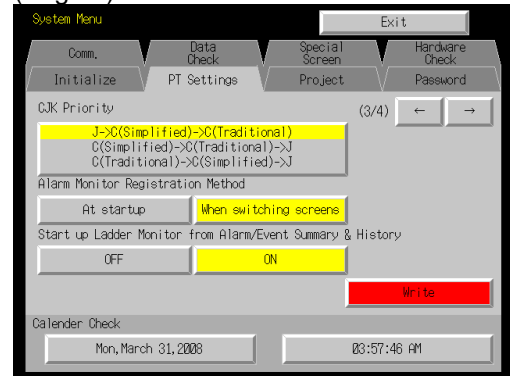 System Menu
Exit
Comm.
Data Check
Special Screen
Hardware Check
Initialize
PT Settings
Project
Password
CJK Priority
(3/4)
←
→
J->C(Simplified)->C(Traditional)
C(Simplified)->C(Traditional)->J
C(Traditional)->C(Simplified)->J
Alarm Monitor Registration Method
At startup
When switching screens
Start up Ladder Monitor from Alarm/Event Summary & History
OFF
ON
Write
Calender Check
Mon,March 31,2008
03:57:46 AM